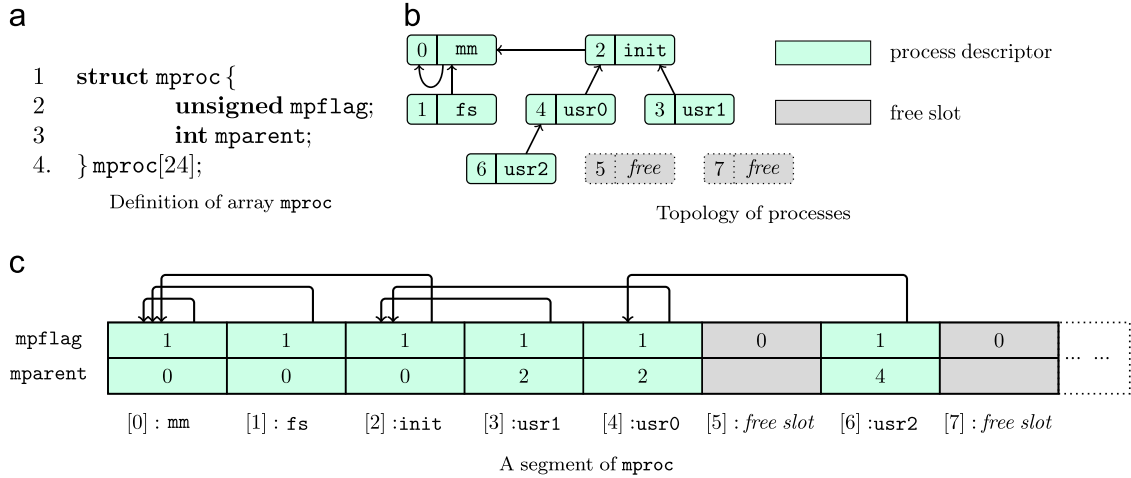 a
1 struct mproc {
2 unsigned mpflag;
3 int mparent;
4. } mproc[24];
Definition of array mproc
b
0 mm
2 init
1 fs
4 usr0
3 usr1
6 usr2
5 free
7 free
process descriptor
free slot
Topology of processes
c
mpflag 1 1 1 1 1 0 1 0 ... ...
mparent 0 0 0 2 2 4
[0] : mm [1] : fs [2] :init [3] :usr1 [4] :usr0 [5] : free slot [6] :usr2 [7] : free slot
A segment of mproc